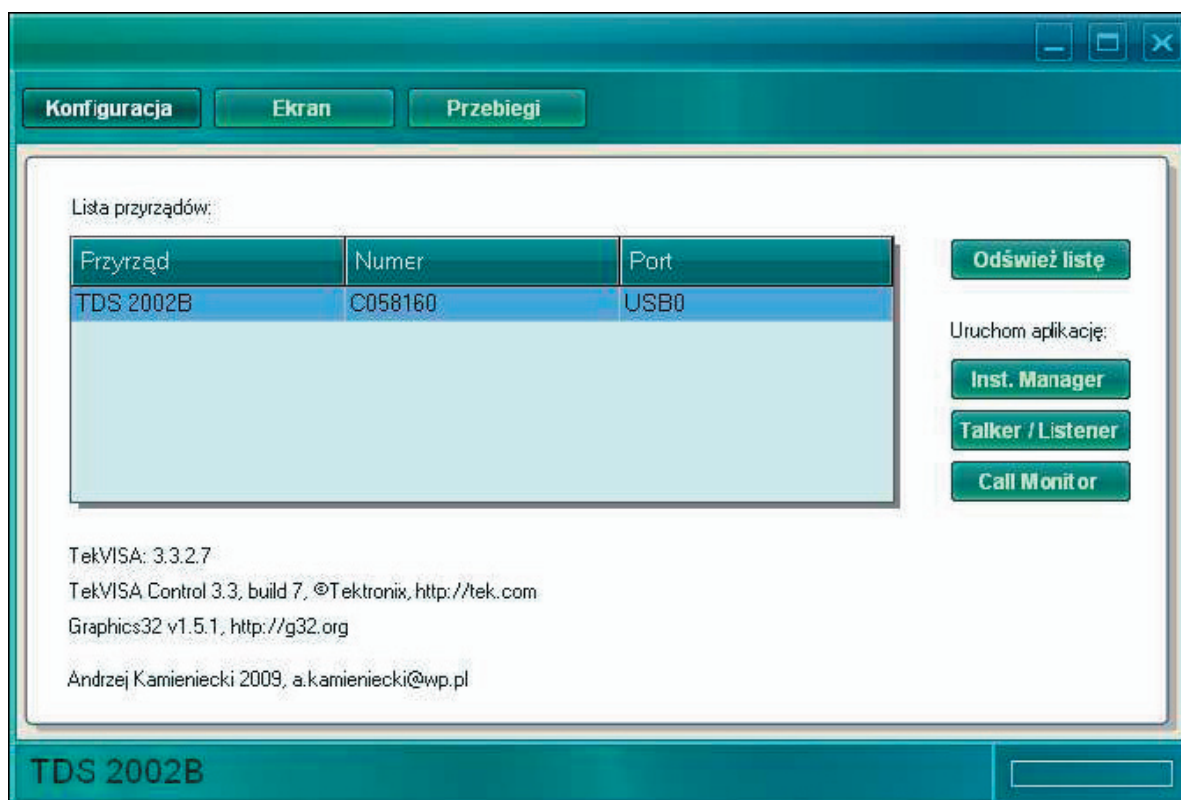 Konfiguracja Ekran Przebiegi
Lista przyrządów:
Przyrząd Numer Port
TDS 2002B C058160 USB0
Odśwież listę
Uruchom aplikację:
Inst. Manager
Talker / Listener
Call Monitor
TekVISA: 3.3.2.7
TekVISA Control 3.3, build 7, ©Tektronix, http://tek.com
Graphics32 v1.5.1, http://g32.org
Andrzej Kamieniecki 2009, a.kamieniecki@wp.pl
TDS 2002B